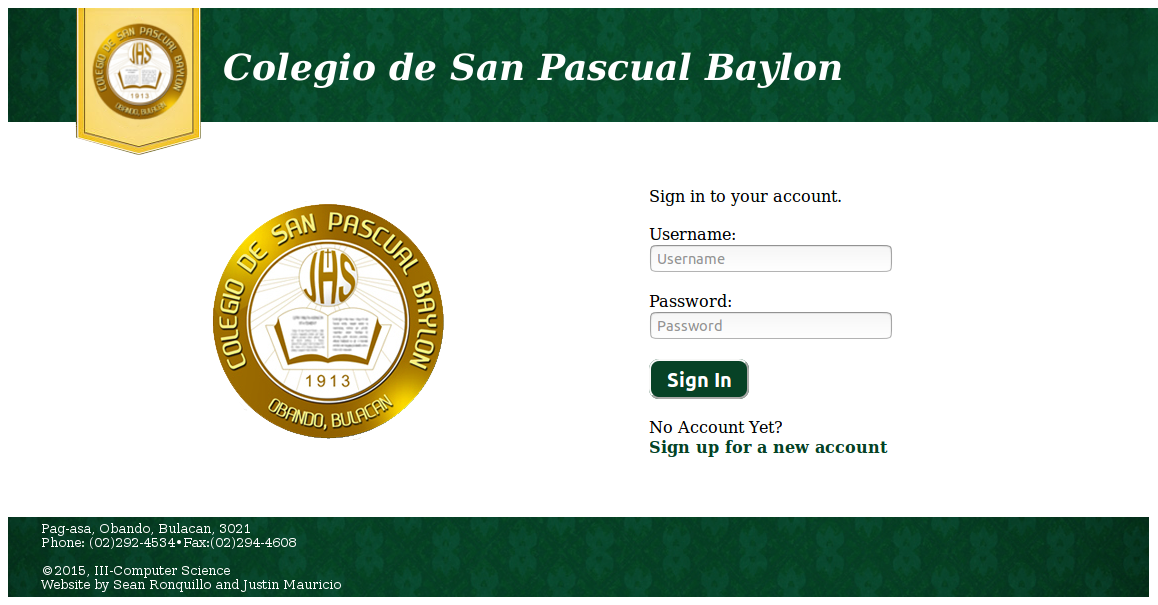 COLEGIO DE SAN PASCUAL BAYLON
JHS
1913
OBANDO, BULACAN
Colegio de San Pascual Baylon
COLEGIO DE SAN PASCUAL BAYLON
JHS
1913
OBANDO, BULACAN
Sign in to your account.
Username:
Username
Password:
Password
Sign In
No Account Yet?
Sign up for a new account
Pag-asa, Obando, Bulacan, 3021
Phone: (02)292-4534•Fax:(02)294-4608
©2015, III-Computer Science
Website by Sean Ronquillo and Justin Mauricio